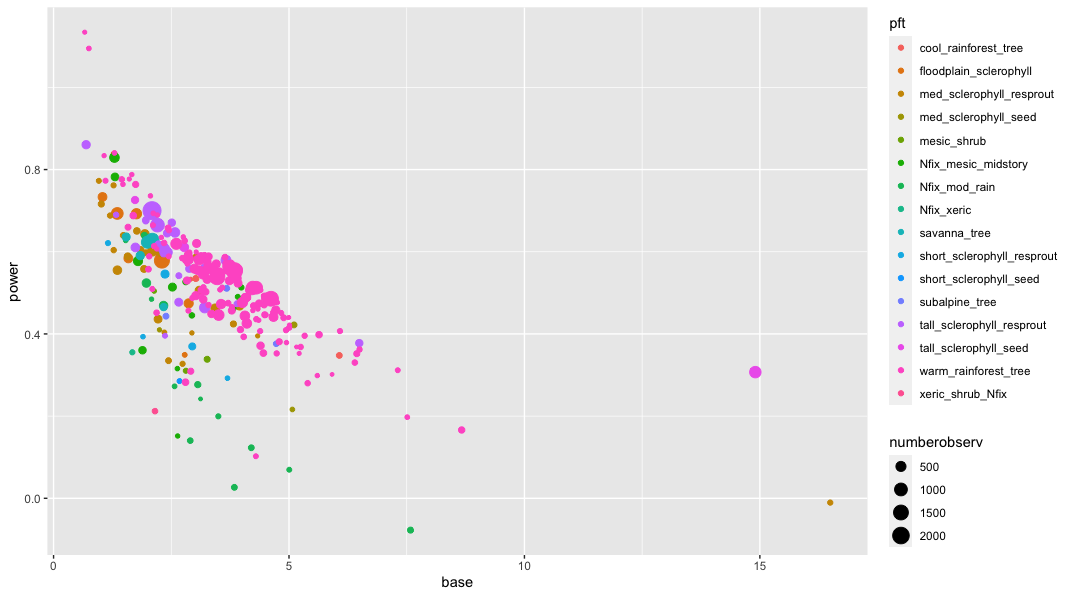 power
0.8
0.4
0.0
0
5
10
15
base
pft
cool_rainforest_tree
floodplain_sclerophyll
med_sclerophyll_resprout
med_sclerophyll_seed
mesic_shrub
Nfix_mesic_midstory
Nfix_mod_rain
Nfix_xeric
savanna_tree
short_sclerophyll_resprout
short_sclerophyll_seed
subalpine_tree
tall_sclerophyll_resprout
tall_sclerophyll_seed
warm_rainforest_tree
xeric_shrub_Nfix
numberobserv
500
1000
1500
2000